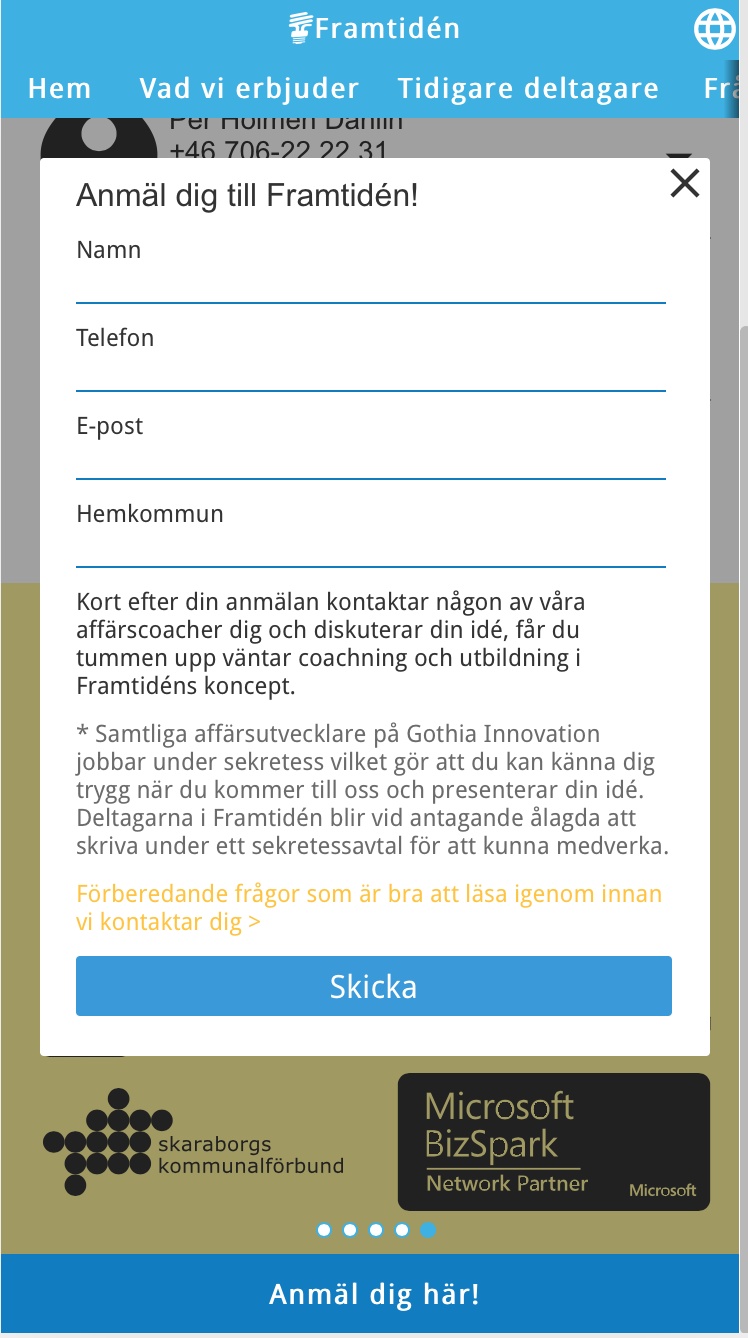 Framtidén
Hem Vad vi erbjuder Tidigare deltagare Frå
Per Holmén Dahlin
+46 706-22 22 31
Anmäl dig till Framtidén!
Namn
Telefon
E-post
Hemkommun
Kort efter din anmälan kontaktar någon av våra
affärscoacher dig och diskuterar din idé, får du
tummen upp väntar coachning och utbildning i
Framtidéns koncept.
* Samtliga affärsutvecklare på Gothia Innovation
jobbar under sekretess vilket gör att du kan känna dig
trygg när du kommer till oss och presenterar din idé.
Deltagarna i Framtidén blir vid antagande ålagda att
skriva under ett sekretessavtal för att kunna medverka.
Förberedande frågor som är bra att läsa igenom innan
vi kontaktar dig >
Skicka
skaraborgs
kommunalförbund
Microsoft
BizSpark
Network Partner
Microsoft
Anmäl dig här!